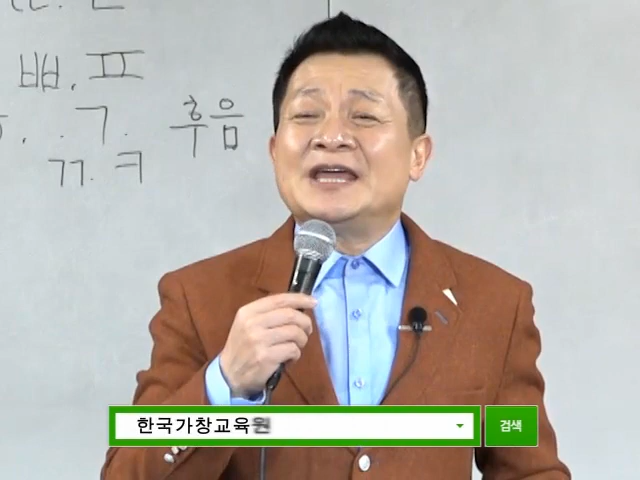 ㅃ. ㅍ
ㄱ. 후음
ㄲ. ㅋ
한국가창교육원
검색